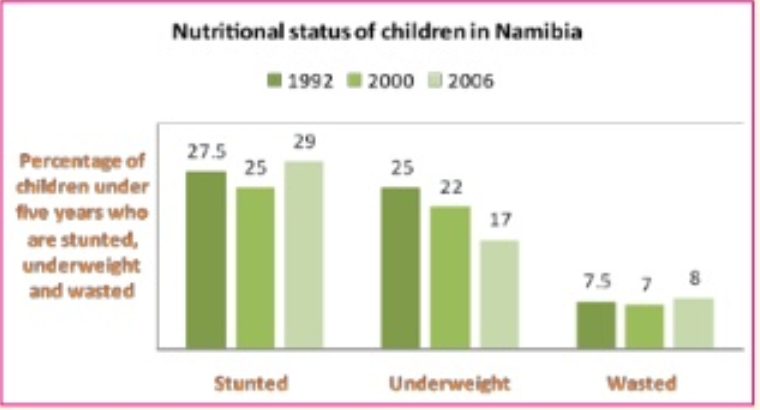 Nutritional status of children in Namibia
1992 2000 2006
Percentage of
children under
five years who
are stunted,
underweight
and wasted
27.5 25 29
25 22 17
7.5 7 8
Stunted Underweight Wasted